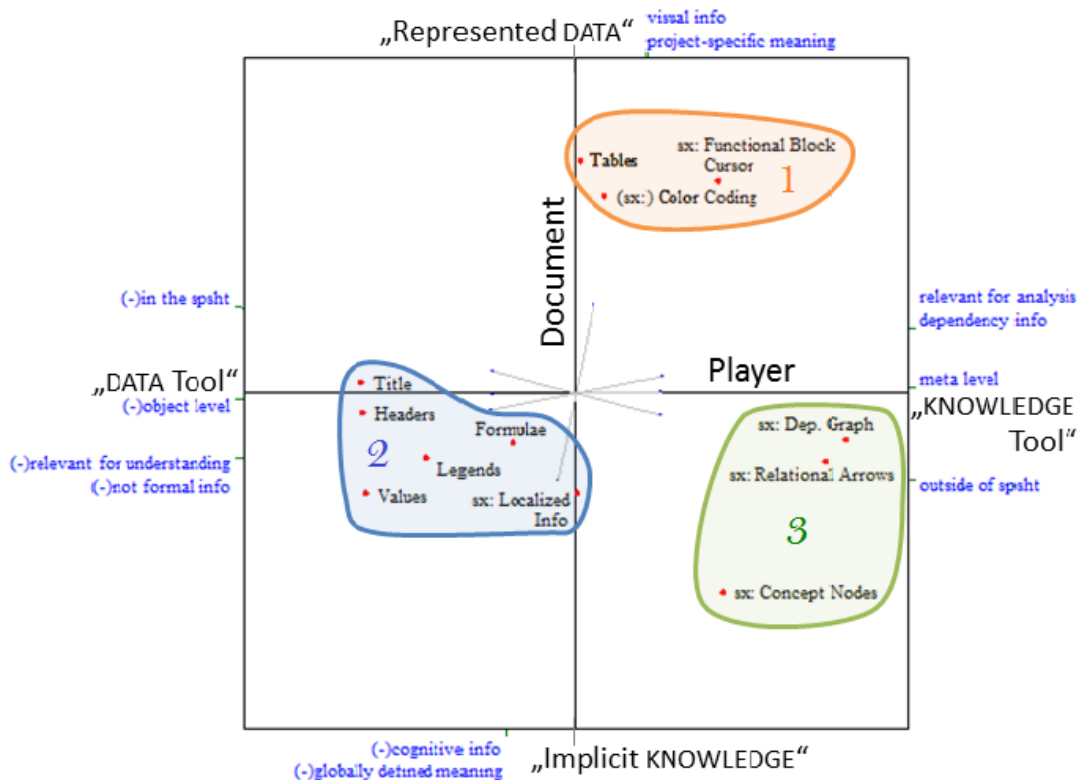 visual info
„Represented DATA“
project-specific meaning
sx: Functional Block
Cursor
Tables
1
(sx:) Color Coding
Document
(-)in the spsht
relevant for analysis
dependency info
Player
„DATA Tool“
Title
meta level
(-)object level
„KNOWLEDGE
Tool“
Headers
Formulae
sx: Dep. Graph
2
(-)relevant for understanding
(-)not formal info
Legends
sx: Relational Arrows
Values
sx: Localized
Info
outside of spsht
3
sx: Concept Nodes
(-)cognitive info
(-)globally defined meaning
„Implicit KNOWLEDGE“